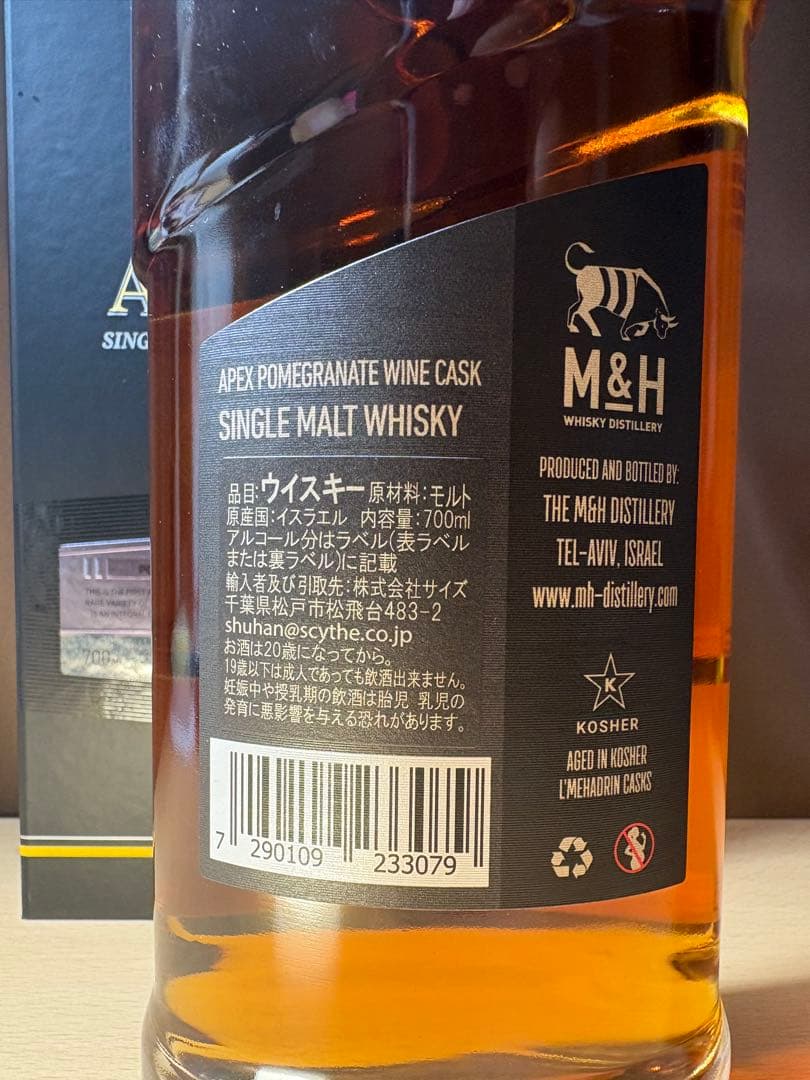 SING
APEX POMEGRANATE WINE CASK
SINGLE MALT WHISKY
品目:ウイスキー 原材料:モルト
原産国:イスラエル 内容量:700ml
アルコール分はラベル(表ラベル
または裏ラベル)に記載
輸入者及び引取先:株式会社サイズ
千葉県松戸市松飛台483-2
shuhan@scythe.co.jp
お酒は20歳になってから。
19歳以下は成人であっても飲酒出来ません。
妊娠中や授乳期の飲酒は胎児 乳児の
発育に悪影響を与える恐れがあります。
7 290109 233079
M&H
WHISKY DISTILLERY
PRODUCED AND BOTTLED BY:
THE M&H DISTILLERY
TEL-AVIV, ISRAEL
www.mh-distillery.com
K
KOSHER
AGED IN KOSHER
L'MEHADRIN CASKS